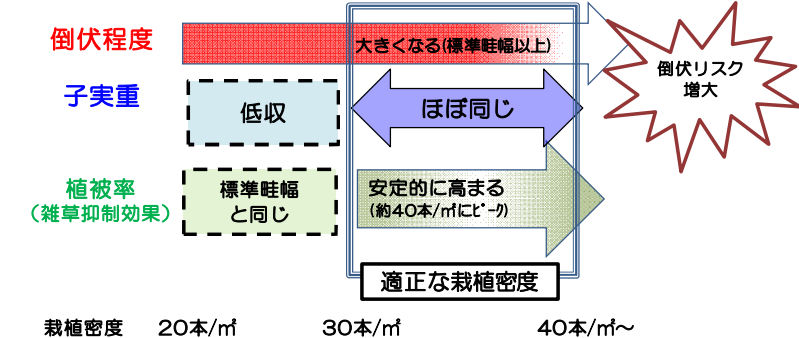 倒伏程度
大きくなる(標準畦幅以上)
倒伏リスク
増大
子実重
低収
ほぼ同じ
植被率
(雑草抑制効果)
標準畦幅
と同じ
安定的に高まる
(約40本/㎡にﾋﾟｰｸ)
適正な栽植密度
栽植密度 20本/㎡ 30本/㎡ 40本/㎡～